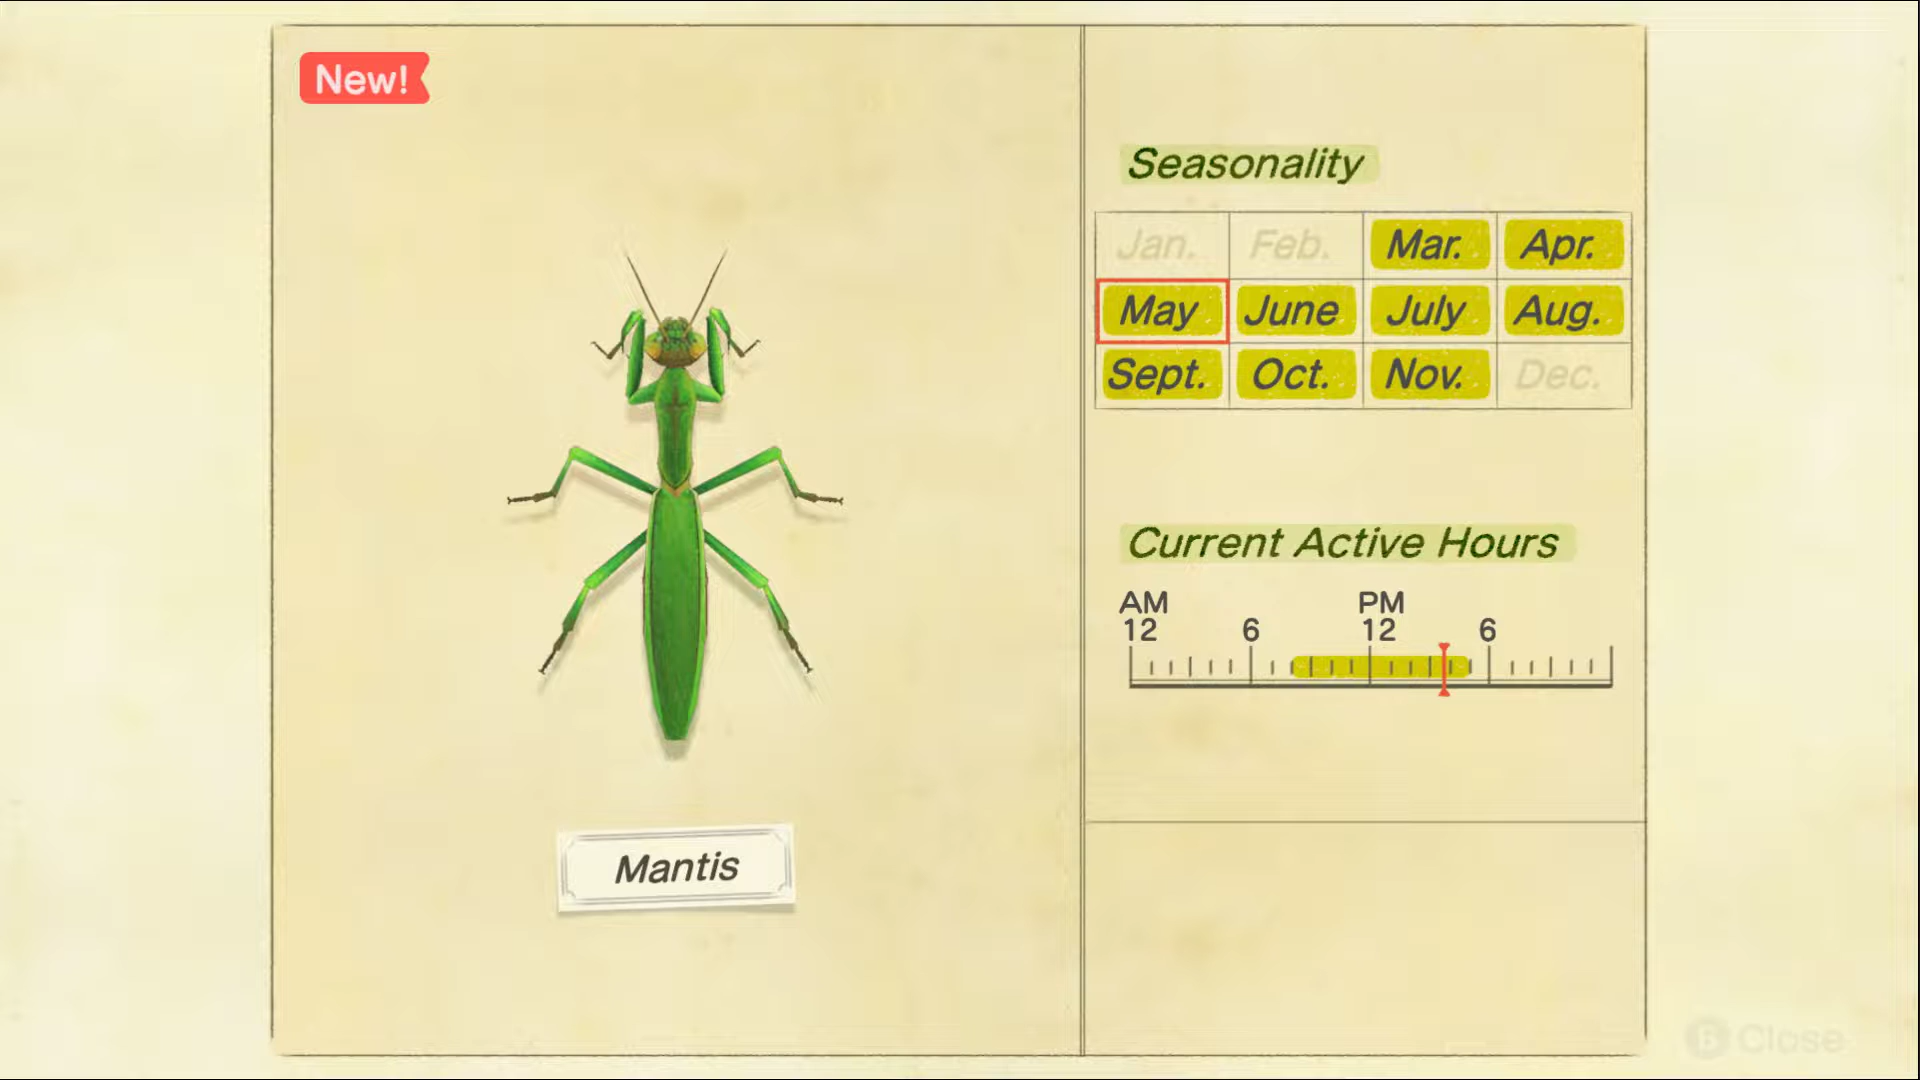 New!
Seasonality
Jan. Feb. Mar. Apr.
May June July Aug.
Sept. Oct. Nov. Dec.
Current Active Hours
AM PM
12 6 12 6
Mantis
B Close